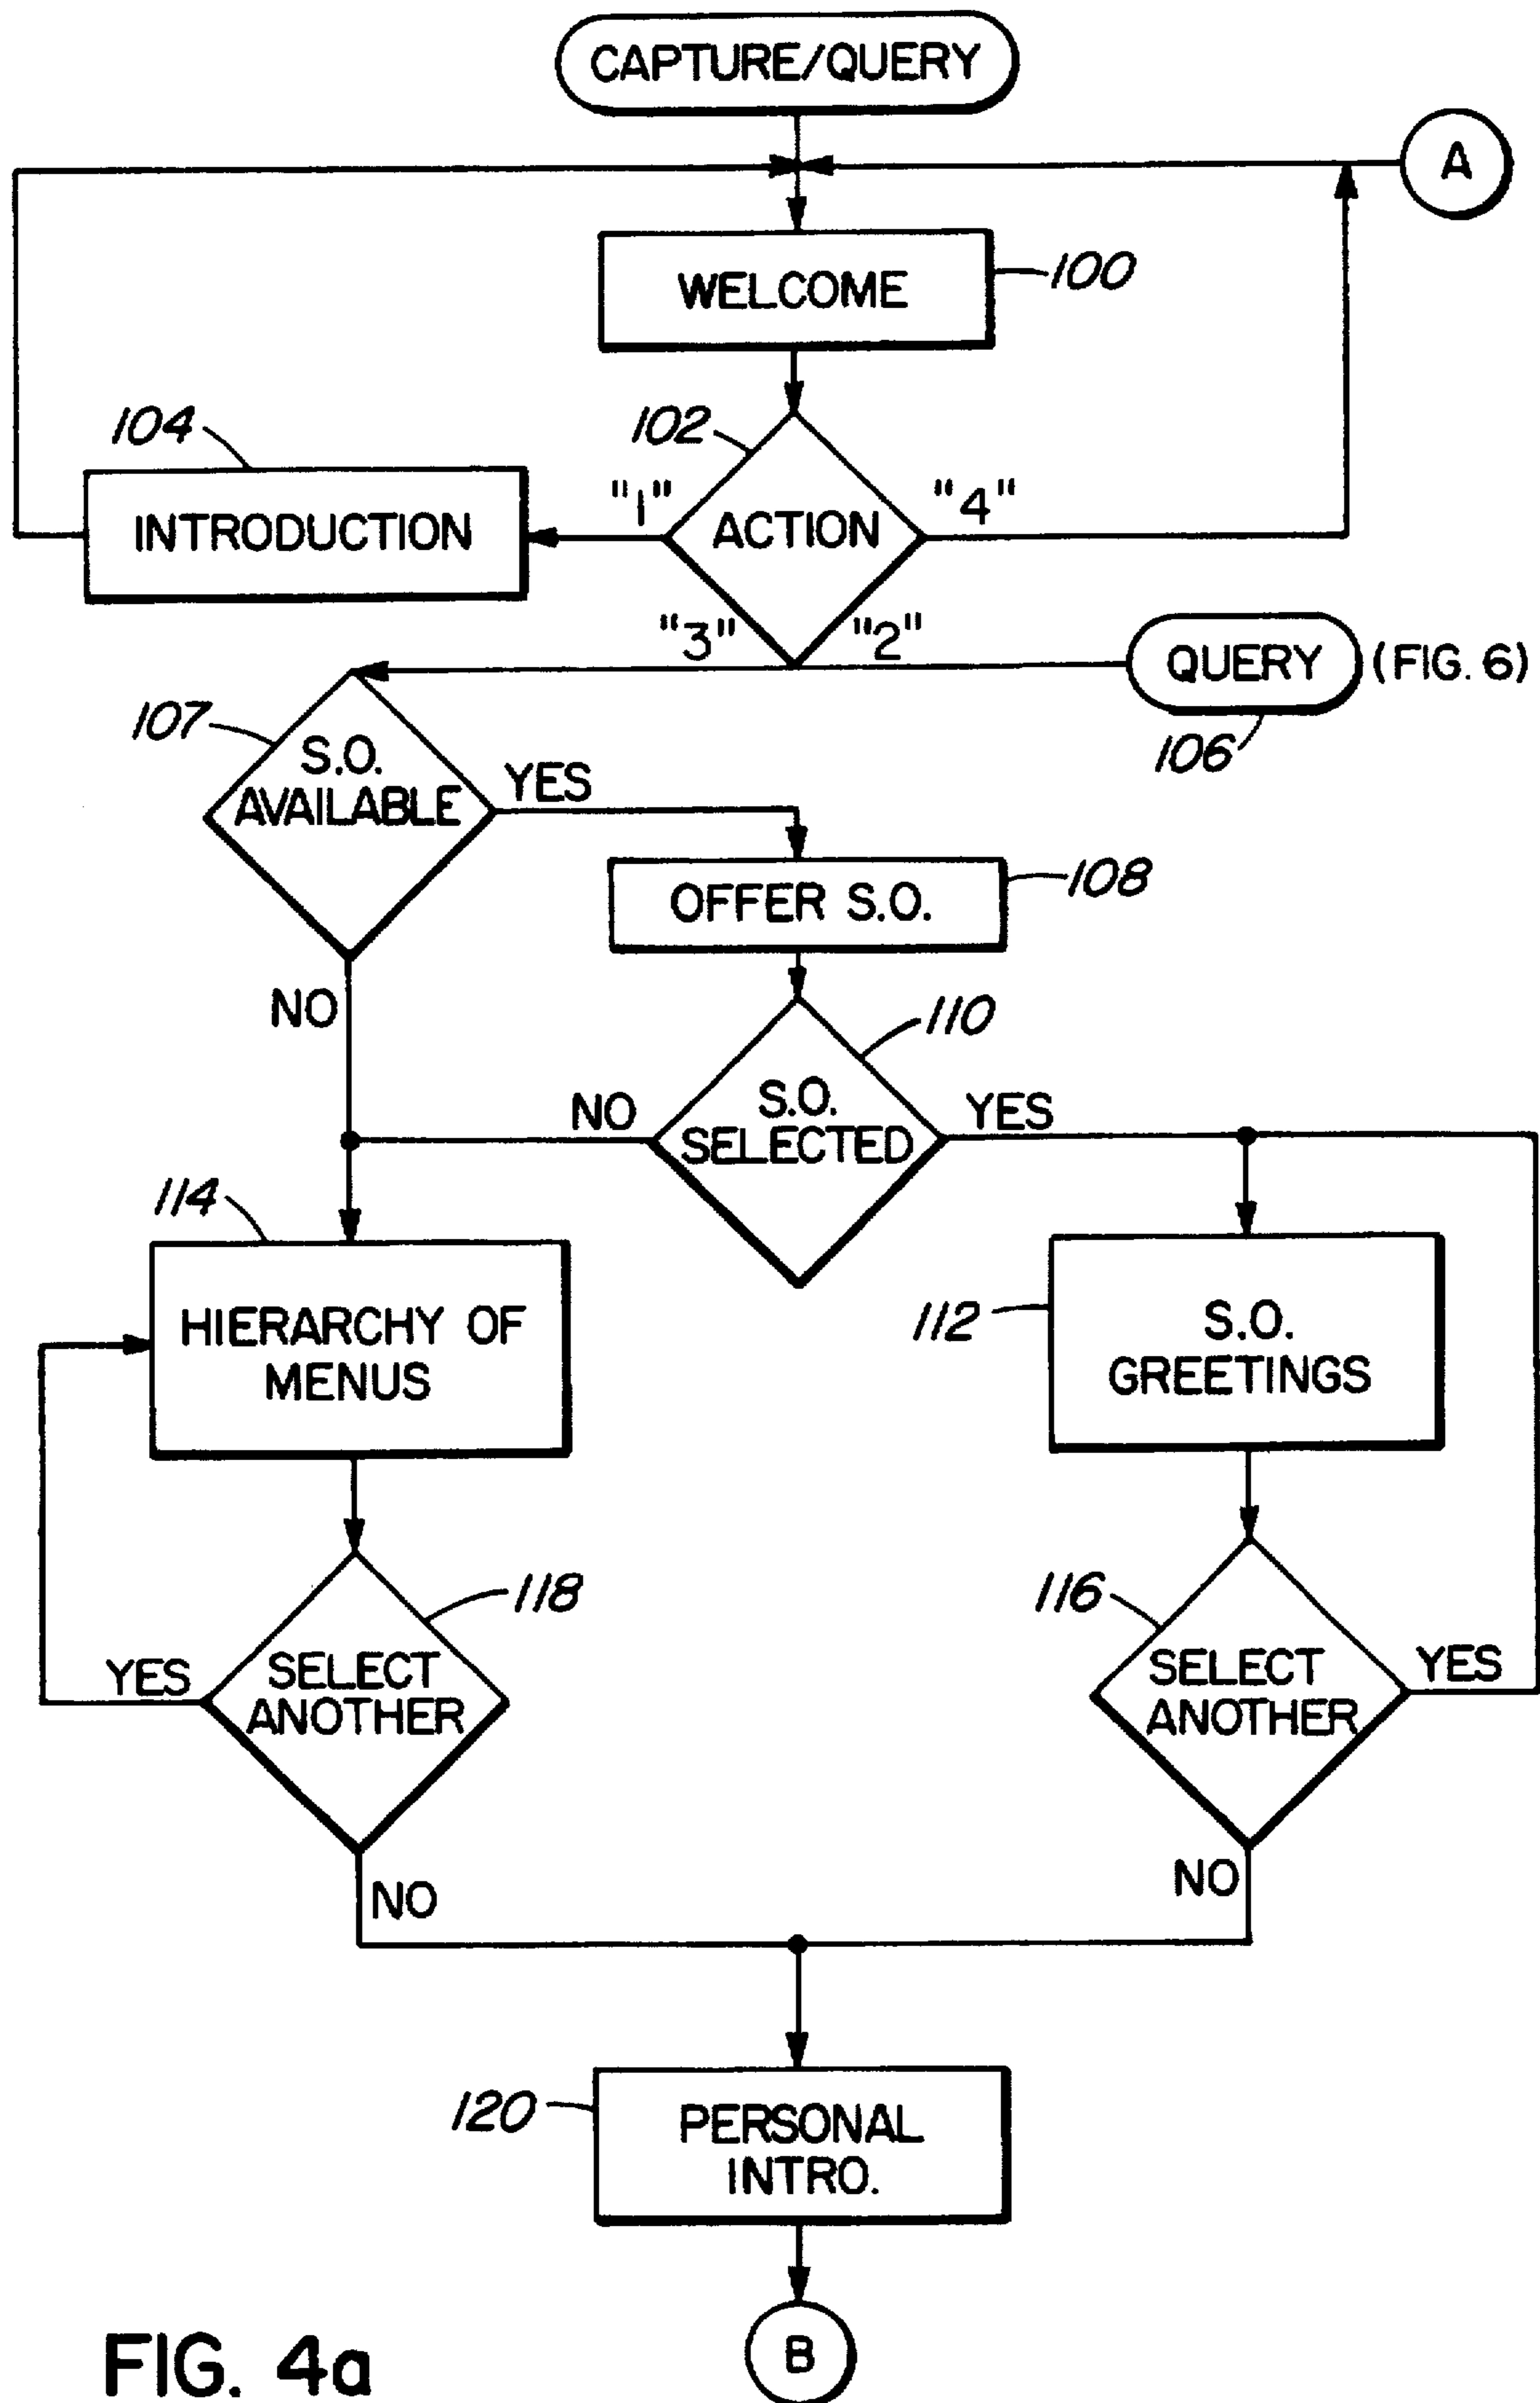 CAPTURE/QUERY
A
WELCOME
100
104
102
INTRODUCTION
"1"
ACTION
"4"
"3"
"2"
QUERY
(FIG. 6)
106
107
S.O.
AVAILABLE
YES
OFFER S.O.
108
NO
110
NO
S.O.
SELECTED
YES
114
HIERARCHY OF
MENUS
112
S.O.
GREETINGS
118
116
YES
SELECT
ANOTHER
SELECT
ANOTHER
YES
NO
NO
120
PERSONAL
INTRO.
B
FIG. 4a